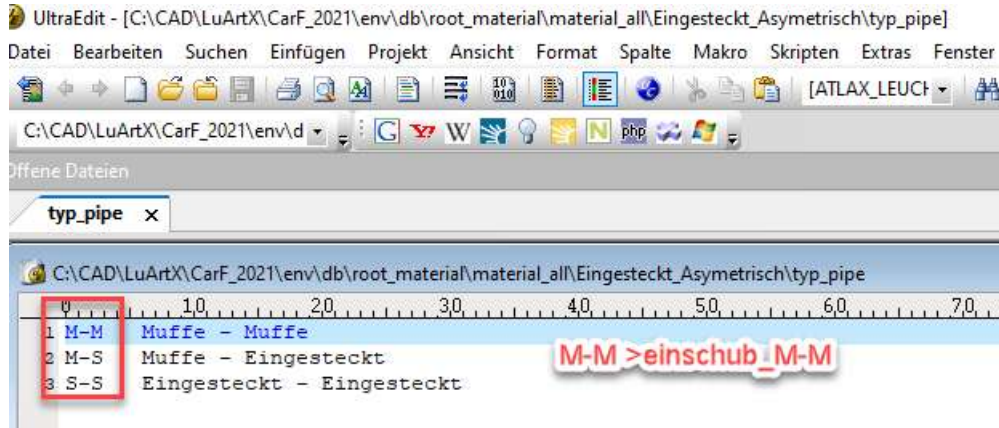 UltraEdit - [C:\CAD\LuArtX\CarF_2021\env\db\root_material\material_all\Eingesteckt_Asymetrisch\typ_pipe]
Datei Bearbeiten Suchen Einfügen Projekt Ansicht Format Spalte Makro Skripten Extras Fenster
[ATLAX_LEUCH
C:\CAD\LuArtX\CarF_2021\env\d
G Y? W N php
Offene Dateien
typ_pipe x
C:\CAD\LuArtX\CarF_2021\env\db\root_material\material_all\Eingesteckt_Asymetrisch\typ_pipe
0 10 20 30 40 50 60 70
1 M-M Muffe - Muffe
2 M-S Muffe - Eingesteckt
M-M >einschub_M-M
3 S-S Eingesteckt - Eingesteckt